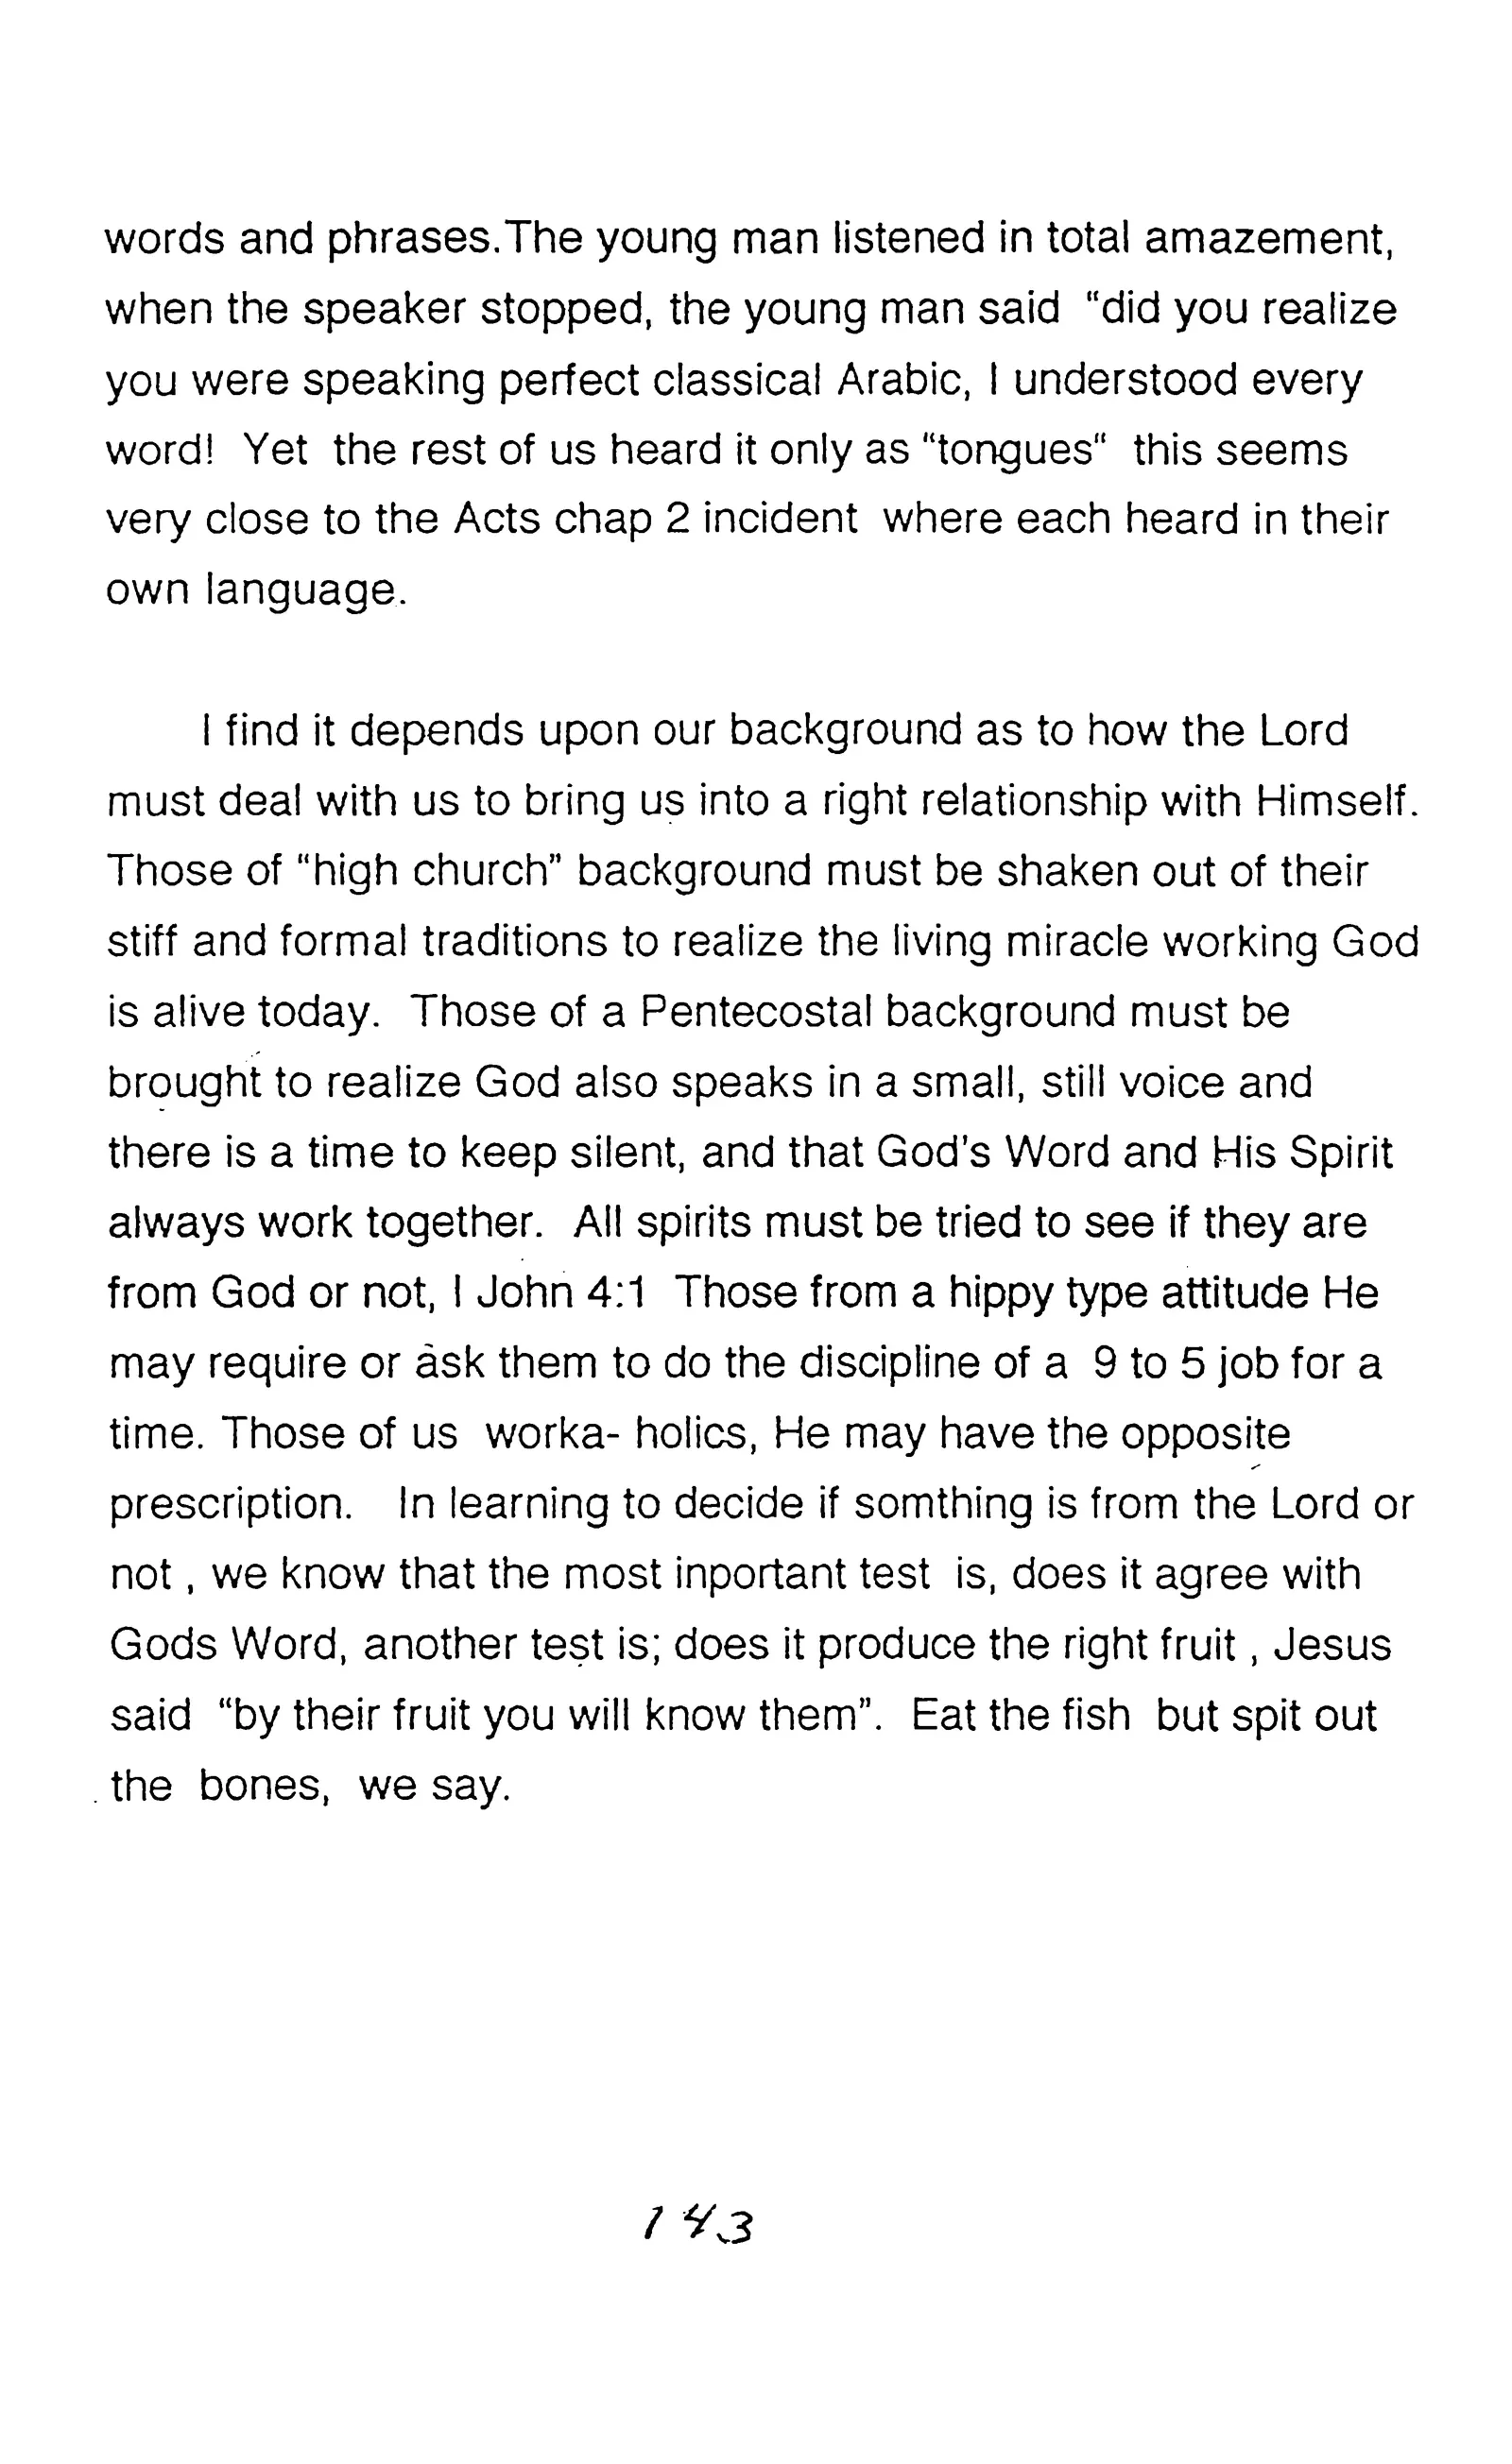 words and phrases.The young man listened in total amazement,
when the speaker stopped, the young man said "did you realize
you were speaking perfect classical Arabic, I understood every
word! Yet the rest of us heard it only as "tongues" this seems
very close to the Acts chap 2 incident where each heard in their
own language.
I find it depends upon our background as to how the Lord
must deal with us to bring us into a right relationship with Himself.
Those of "high church" background must be shaken out of their
stiff and formal traditions to realize the living miracle working God
is alive today. Those of a Pentecostal background must be
brought to realize God also speaks in a small, still voice and
there is a time to keep silent, and that God's Word and His Spirit
always work together. All spirits must be tried to see if they are
from God or not, I John 4:1 Those from a hippy type attitude He
may require or ask them to do the discipline of a 9 to 5 job for a
time. Those of us worka- holics, He may have the opposite
prescription. In learning to decide if somthing is from the Lord or
not , we know that the most inportant test is, does it agree with
Gods Word, another test is; does it produce the right fruit , Jesus
said "by their fruit you will know them". Eat the fish but spit out
the bones, we say.
143